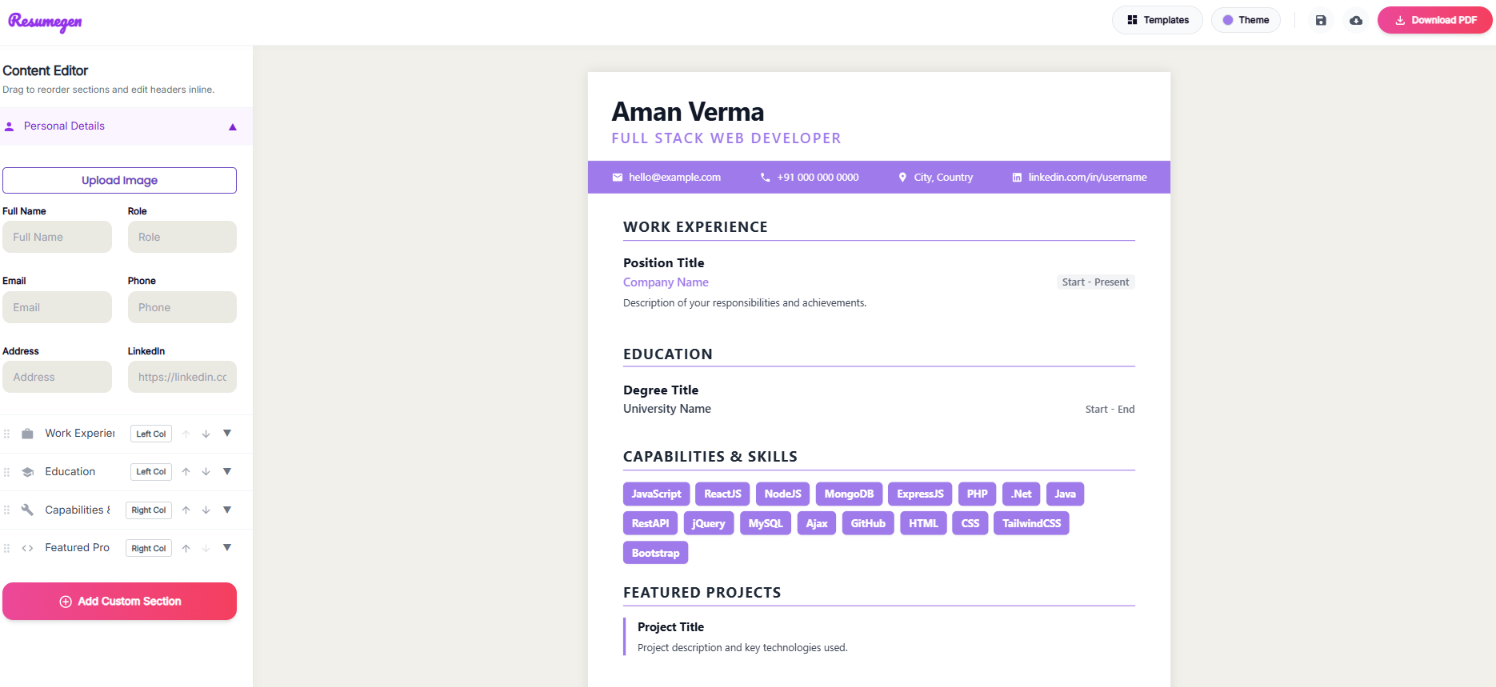 Resumegen
Templates
Theme
Download PDF
Content Editor
Drag to reorder sections and edit headers inline.
Personal Details
Upload Image
Full Name Role
Full Name Role
Email Phone
Email Phone
Address LinkedIn
Address https://linkedin.cc
Work Experier Left Col
Education Left Col
Capabilities & Right Col
Featured Pro Right Col
Add Custom Section
Aman Verma
FULL STACK WEB DEVELOPER
hello@example.com +91 000 000 0000 City, Country linkedin.com/in/username
WORK EXPERIENCE
Position Title
Company Name Start - Present
Description of your responsibilities and achievements.
EDUCATION
Degree Title
University Name Start - End
CAPABILITIES & SKILLS
JavaScript ReactJS NodeJS MongoDB ExpressJS PHP .Net Java
RestAPI jQuery MySQL Ajax GitHub HTML CSS TailwindCSS
Bootstrap
FEATURED PROJECTS
Project Title
Project description and key technologies used.